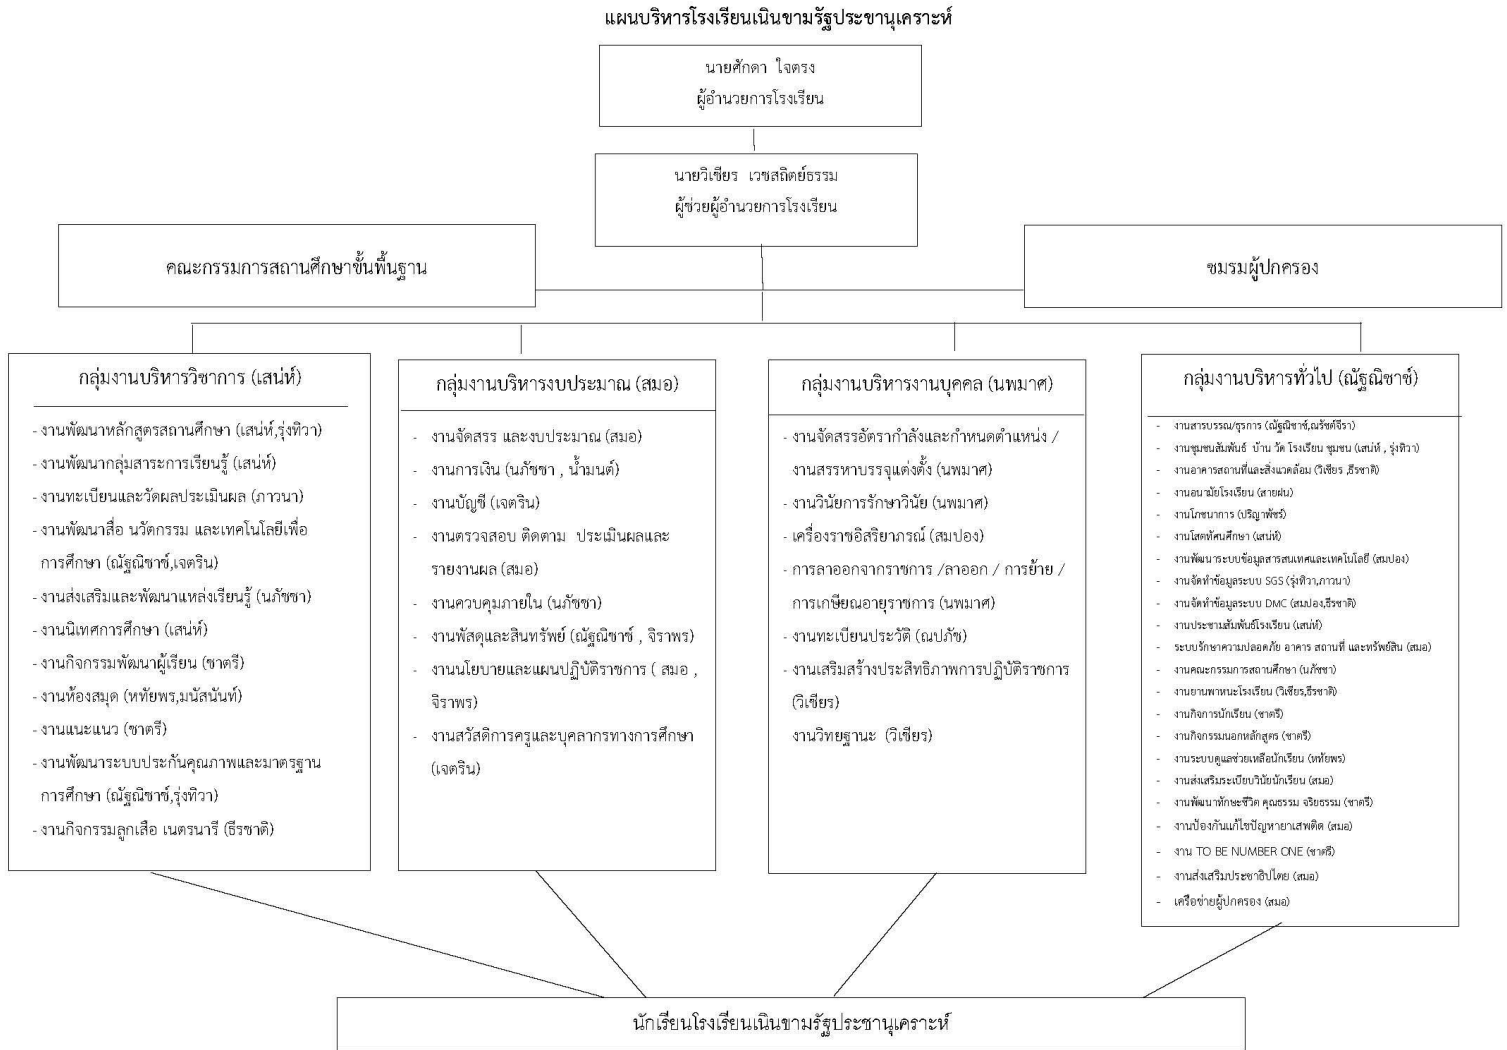 แผนบริหารโรงเรียนเนินขามรัฐประขานุเคราะห์
นายศักดา ใจตรง
ผู้อำนวยการโรงเรียน
นายวิเชียร เวชสถิตย์ธรรม
ผู้ช่วยผู้อำนวยการโรงเรียน
คณะกรรมการสถานศึกษาขั้นพื้นฐาน
ชมรมผู้ปกครอง
กลุ่มงานบริหารวิชาการ (เสน่ห์)
- งานพัฒนาหลักสูตรสถานศึกษา (เสน่ห์,รุ่งทิวา)
- งานพัฒนากลุ่มสาระการเรียนรู้ (เสน่ห์)
- งานทะเบียนและวัดผลประเมินผล (ภาวนา)
- งานพัฒนาสื่อ นวัตกรรม และเทคโนโลยีเพื่อ
การศึกษา (ณัฐณิชาช์,เจตริน)
- งานส่งเสริมและพัฒนาแหล่งเรียนรู้ (นภัชชา)
- งานนิเทศการศึกษา (เสน่ห์)
- งานกิจกรรมพัฒนาผู้เรียน (ชาตรี)
- งานห้องสมุด (หทัยพร,มนัสนันท์)
- งานแนะแนว (ชาตรี)
- งานพัฒนาระบบประกันคุณภาพและมาตรฐาน
การศึกษา (ณัฐณิชาช์,รุ่งทิวา)
- งานกิจกรรมลูกเสือ เนตรนารี (ธีรชาติ)
กลุ่มงานบริหารงบประมาณ (สมอ)
- งานจัดสรร และงบประมาณ (สมอ)
- งานการเงิน (นภัชชา , น้ำมนต์)
- งานบัญชี (เจตริน)
- งานตรวจสอบ ติดตาม ประเมินผลและ
รายงานผล (สมอ)
- งานควบคุมภายใน (นภัชชา)
- งานพัสดุและสินทรัพย์ (ณัฐณิชาช์ , จิราพร)
- งานนโยบายและแผนปฏิบัติราชการ ( สมอ ,
จิราพร)
- งานสวัสดิการครูและบุคลากรทางการศึกษา
(เจตริน)
กลุ่มงานบริหารงานบุคคล (นพมาศ)
- งานจัดสรรอัตรากำลังและกำหนดตำแหน่ง /
งานสรรหาบรรจุแต่งตั้ง (นพมาศ)
- งานวินัยการรักษาวินัย (นพมาศ)
- เครื่องราชอิสริยาภรณ์ (สมปอง)
- การลาออกจากราชการ /ลาออก / การย้าย /
การเกษียณอายุราชการ (นพมาศ)
- งานทะเบียนประวัติ (ณปภัช)
- งานเสริมสร้างประสิทธิภาพการปฏิบัติราชการ
(วิเชียร)
งานวิทยฐานะ (วิเชียร)
กลุ่มงานบริหารทั่วไป (ณัฐณิชาช์)
- งานสารบรรณ/ธุรการ (ณัฐณิชาช์,ณรัชต์จีรา)
- งานชุมชนสัมพันธ์ บ้าน วัด โรงเรียน ชุมชน (เสน่ห์ , รุ่งทิวา)
- งานอาคารสถานที่และสิ่งแวดล้อม (วิเชียร ,ธีรชาติ)
- งานอนามัยโรงเรียน (สายฝน)
- งานโภชนาการ (ปริญาพัชร์)
- งานโสตทัศนศึกษา (เสน่ห์)
- งานพัฒนาระบบข้อมูลสารสนเทศและเทคโนโลยี (สมปอง)
- งานจัดทำข้อมูลระบบ SGS (รุ่งทิวา,ภาวนา)
- งานจัดทำข้อมูลระบบ DMC (สมปอง,ธีรชาติ)
- งานประชามสัมพันธ์โรงเรียน (เสน่ห์)
- ระบบรักษาความปลอดภัย อาคาร สถานที่ และทรัพย์สิน (สมอ)
- งานคณะกรรมการสถานศึกษา (นภัชชา)
- งานยานพาหนะโรงเรียน (วิเชียร,ธีรชาติ)
- งานกิจการนักเรียน (ชาตรี)
- งานกิจกรรมนอกหลักสูตร (ชาตรี)
- งานระบบดูแลช่วยเหลือนักเรียน (หทัยพร)
- งานส่งเสริมระเบียบวินัยนักเรียน (สมอ)
- งานพัฒนาทักษะชีวิต คุณธรรม จริยธรรม (ชาตรี)
- งานป้องกันแก้ไขปัญหายาเสพติด (สมอ)
- งาน TO BE NUMBER ONE (ชาตรี)
- งานส่งเสริมประชาธิปไตย (สมอ)
- เครือข่ายผู้ปกครอง (สมอ)
นักเรียนโรงเรียนเนินขามรัฐประชานุเคราะห์